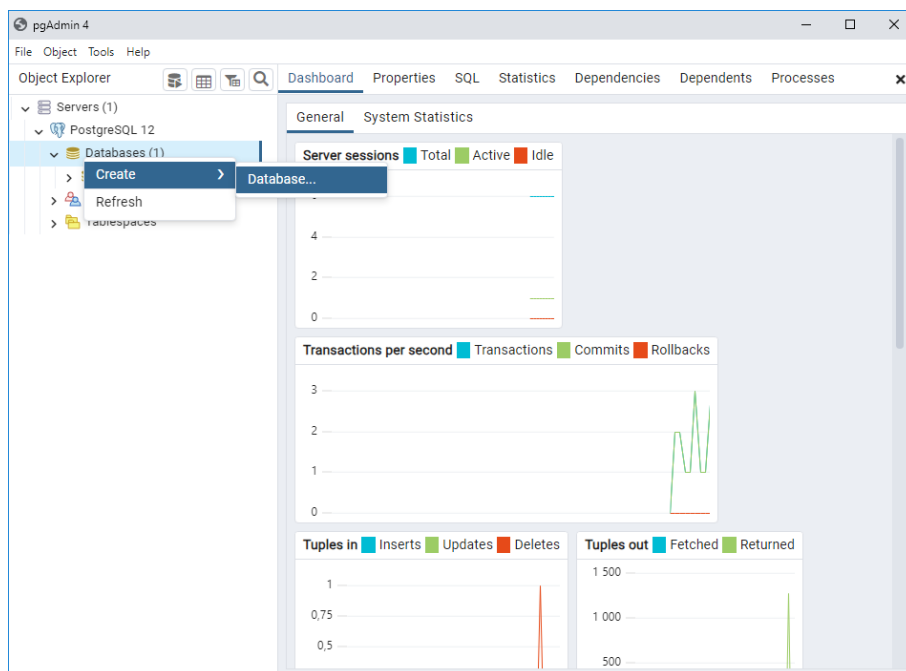 pgAdmin 4
File Object Tools Help
Object Explorer
Dashboard Properties SQL Statistics Dependencies Dependents Processes
Servers (1)
PostgreSQL 12
Databases (1)
Create
Database...
Refresh
Tablespaces
General System Statistics
Server sessions Total Active Idle
4
2
0
Transactions per second Transactions Commits Rollbacks
3
2
1
0
Tuples in Inserts Updates Deletes
1
0,75
0,5
Tuples out Fetched Returned
1 500
1 000
500